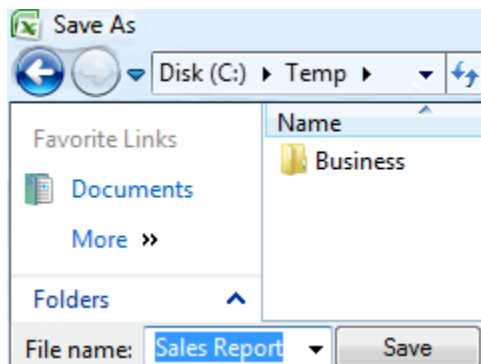 Save As
Disk (C:) Temp
Favorite Links
Documents
More
Folders
Name
Business
File name: Sales Report Save